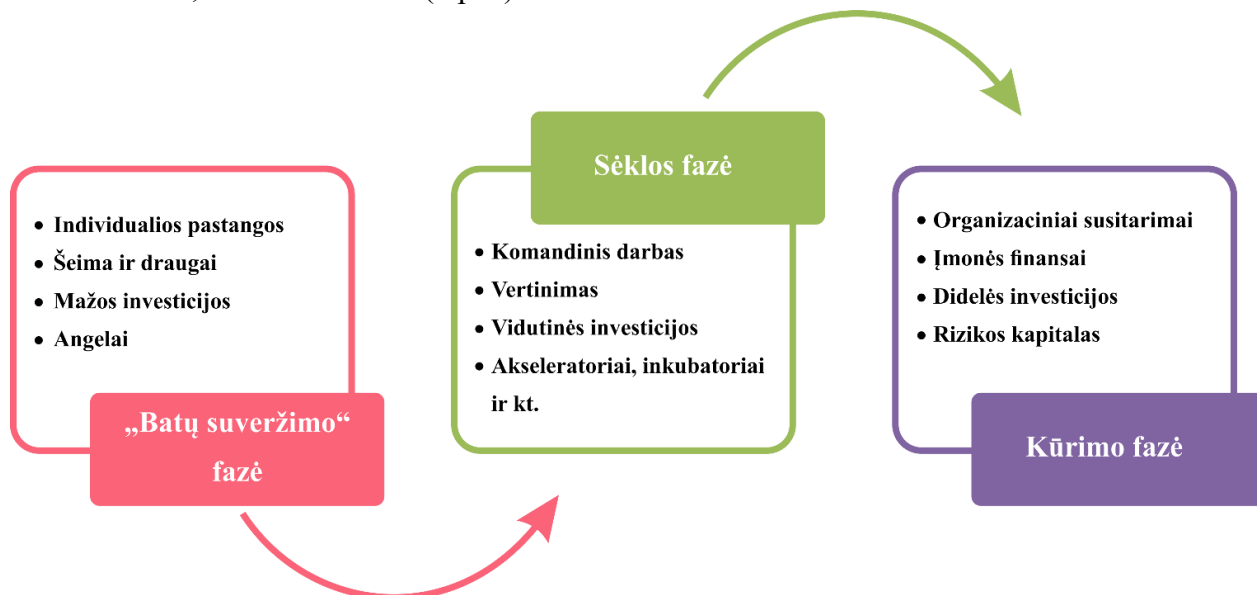 • Individualios pastangos
• Šeima ir draugai
• Mažos investicijos
• Angelai
„Batų suveržimo“
fazė
Sėklos fazė
• Komandinis darbas
• Vertinimas
• Vidutinės investicijos
• Akseleratoriai, inkubatoriai
ir kt.
• Organizaciniai susitarimai
• Įmonės finansai
• Didelės investicijos
• Rizikos kapitalas
Kūrimo fazė